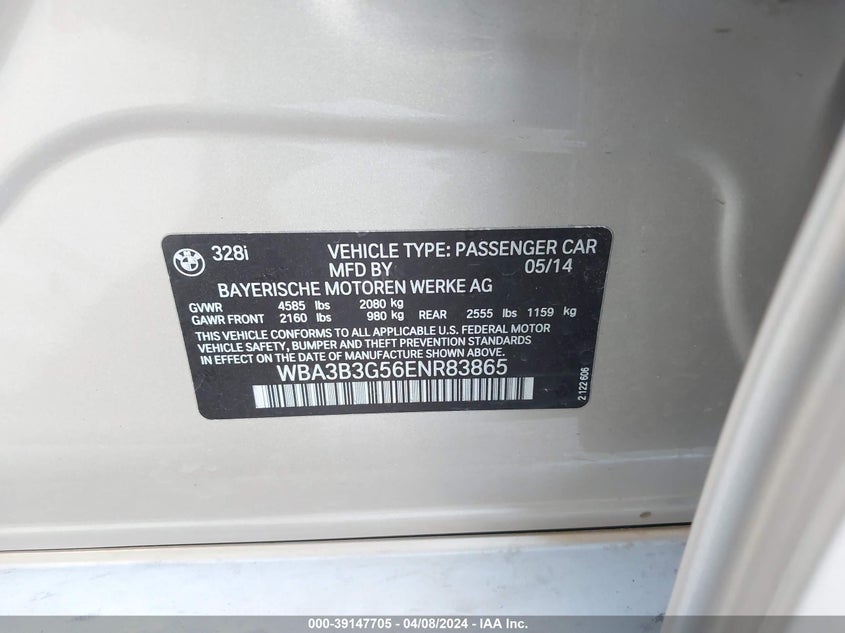 328i VEHICLE TYPE: PASSENGER CAR
MFD BY 05/14
BAYERISCHE MOTOREN WERKE AG
GVWR 4585 lbs 2080 kg
GAWR FRONT 2160 lbs 980 kg REAR 2555 lbs 1159 kg
THIS VEHICLE CONFORMS TO ALL APPLICABLE U.S. FEDERAL MOTOR
VEHICLE SAFETY, BUMPER AND THEFT PREVENTION STANDARDS
IN EFFECT ON THE DATE OF MANUFACTURE SHOWN ABOVE.
WBA3B3G56ENR83865
2 122 606
000-39147705 - 04/08/2024 - IAA Inc.